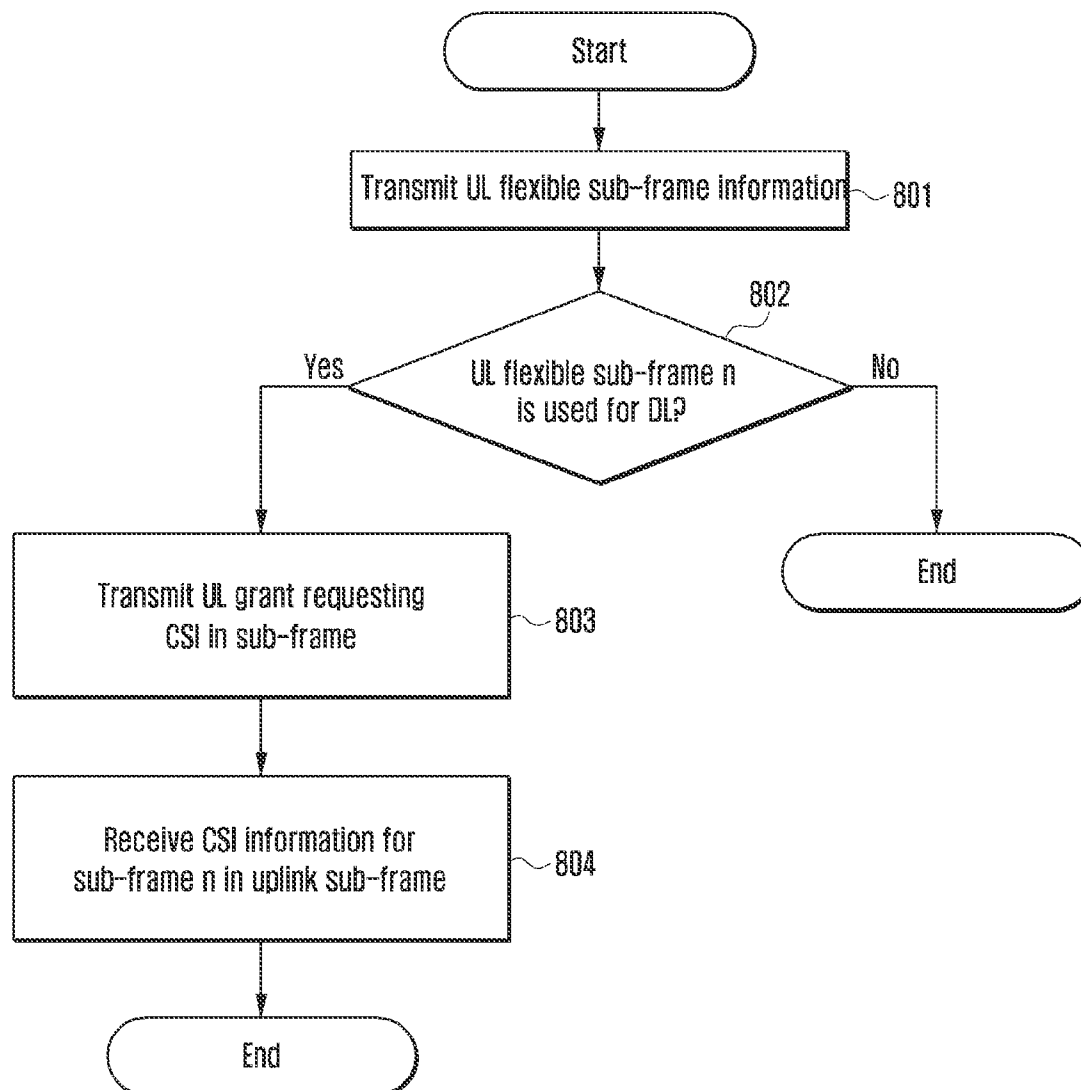 Start
Transmit UL flexible sub-frame information
801
802
Yes
UL flexible sub-frame n
is used for DL?
No
Transmit UL grant requesting
CSI in sub-frame
803
End
Receive CSI information for
sub-frame n in uplink sub-frame
804
End